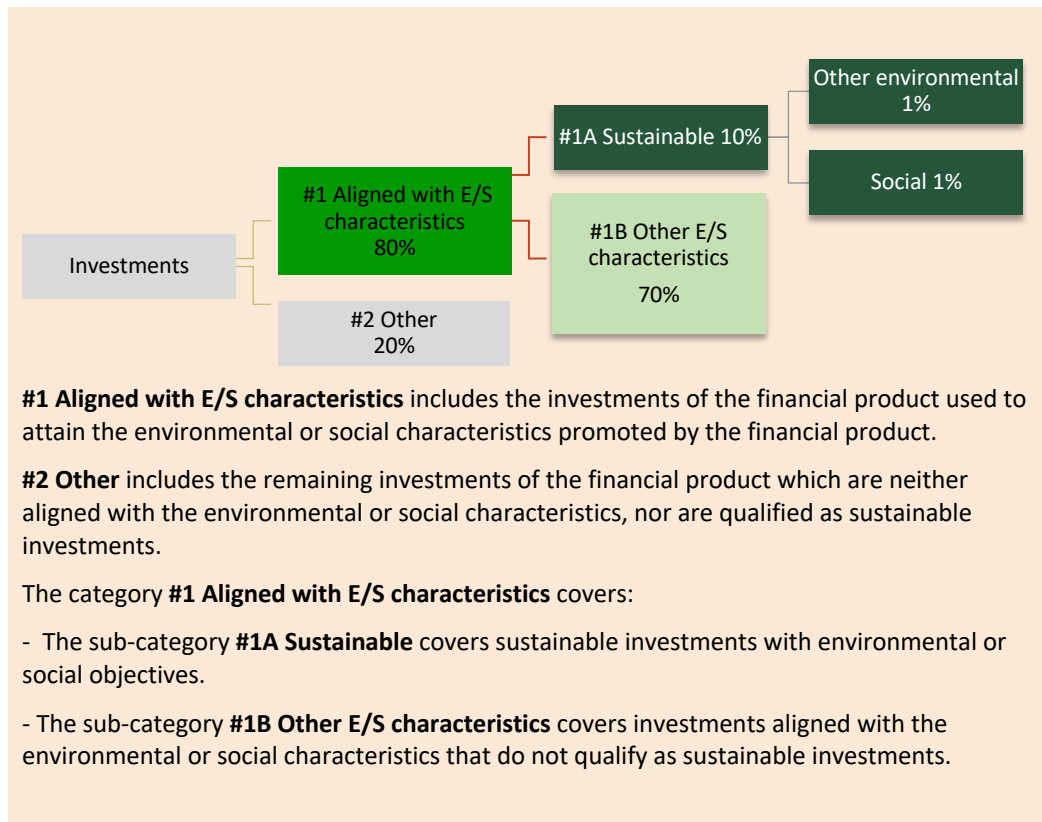 Other environmental
1%
#1A Sustainable 10%
Social 1%
#1 Aligned with E/S
characteristics
80%
#1B Other E/S
characteristics
70%
Investments
#2 Other
20%
#1 Aligned with E/S characteristics includes the investments of the financial product used to
attain the environmental or social characteristics promoted by the financial product.
#2 Other includes the remaining investments of the financial product which are neither
aligned with the environmental or social characteristics, nor are qualified as sustainable
investments.
The category #1 Aligned with E/S characteristics covers:
- The sub-category #1A Sustainable covers sustainable investments with environmental or
social objectives.
- The sub-category #1B Other E/S characteristics covers investments aligned with the
environmental or social characteristics that do not qualify as sustainable investments.